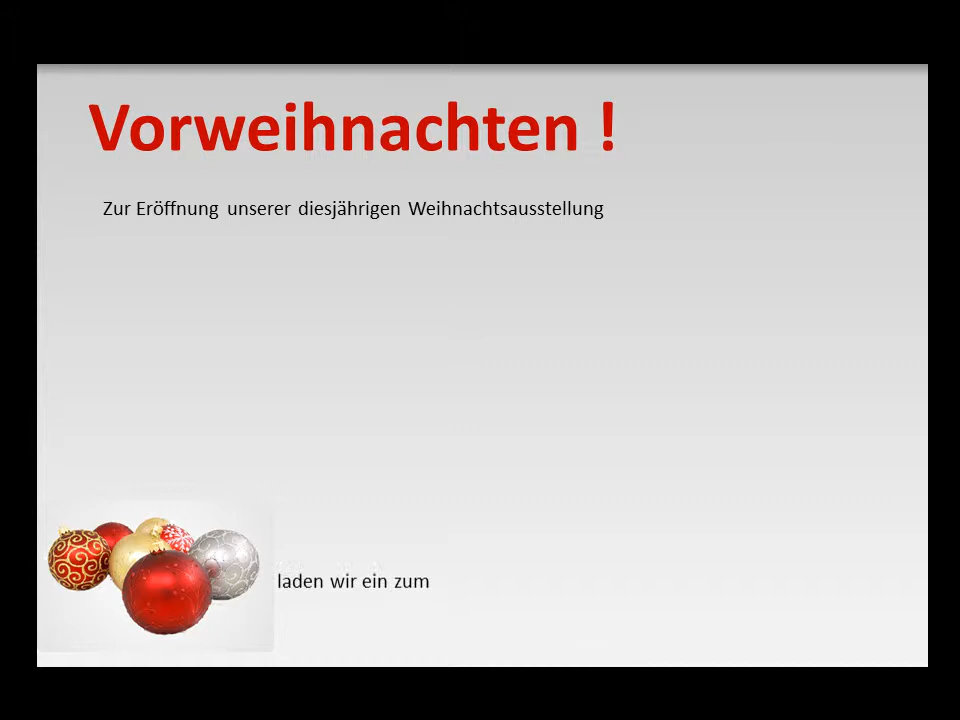 Vorweihnachten !
Zur Eröffnung unserer diesjährigen Weihnachtsausstellung
laden wir ein zum